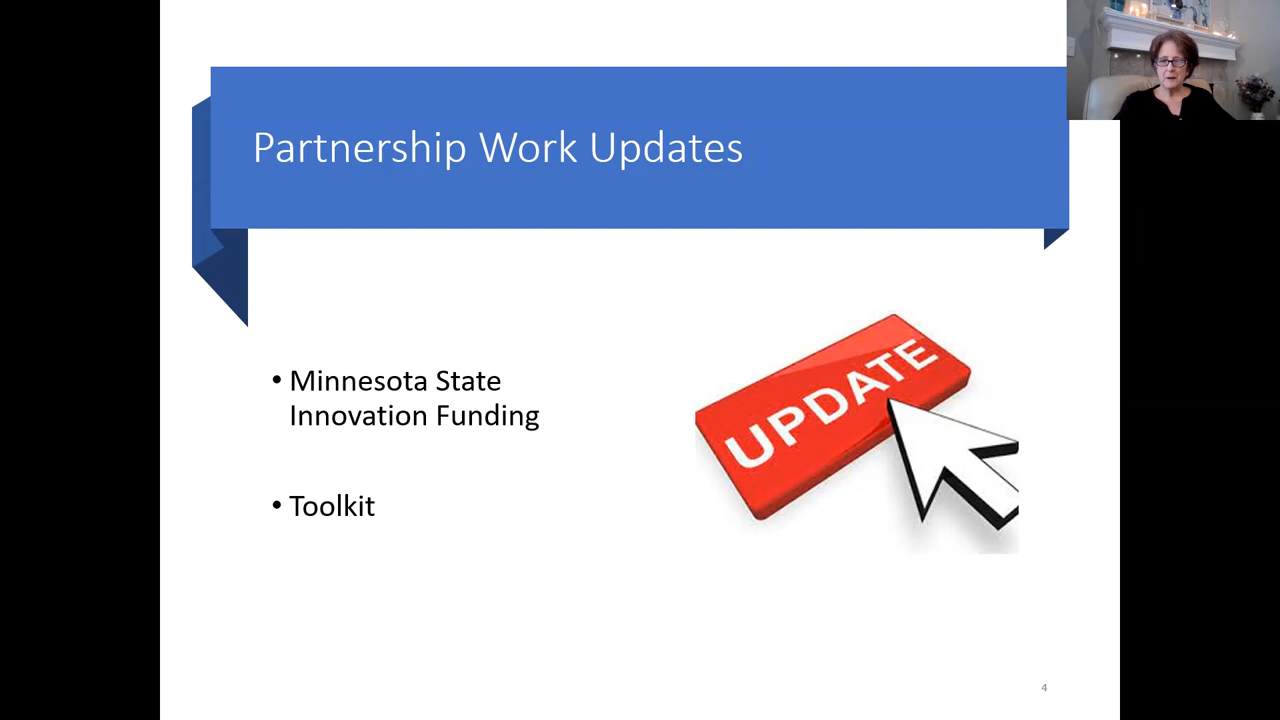 Partnership Work Updates
• Minnesota State
Innovation Funding
• Toolkit
UPDATE
4